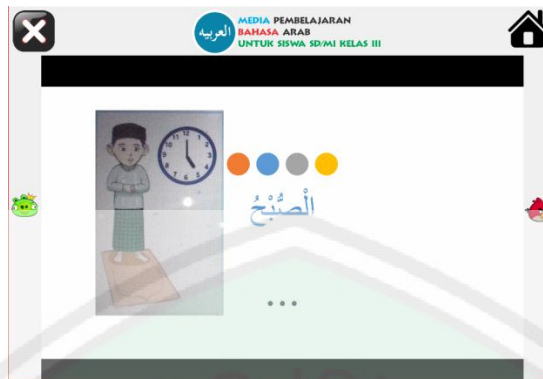 العربيه
MEDIA PEMBELAJARAN
BAHASA ARAB
UNTUK SISWA SD/MI KELAS III
الْصُّبْحُ
...